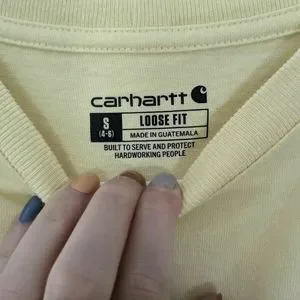 carhartt
S LOOSE FIT
(4-6) MADE IN GUATEMALA
BUILT TO SERVE AND PROTECT
HARDWORKING PEOPLE